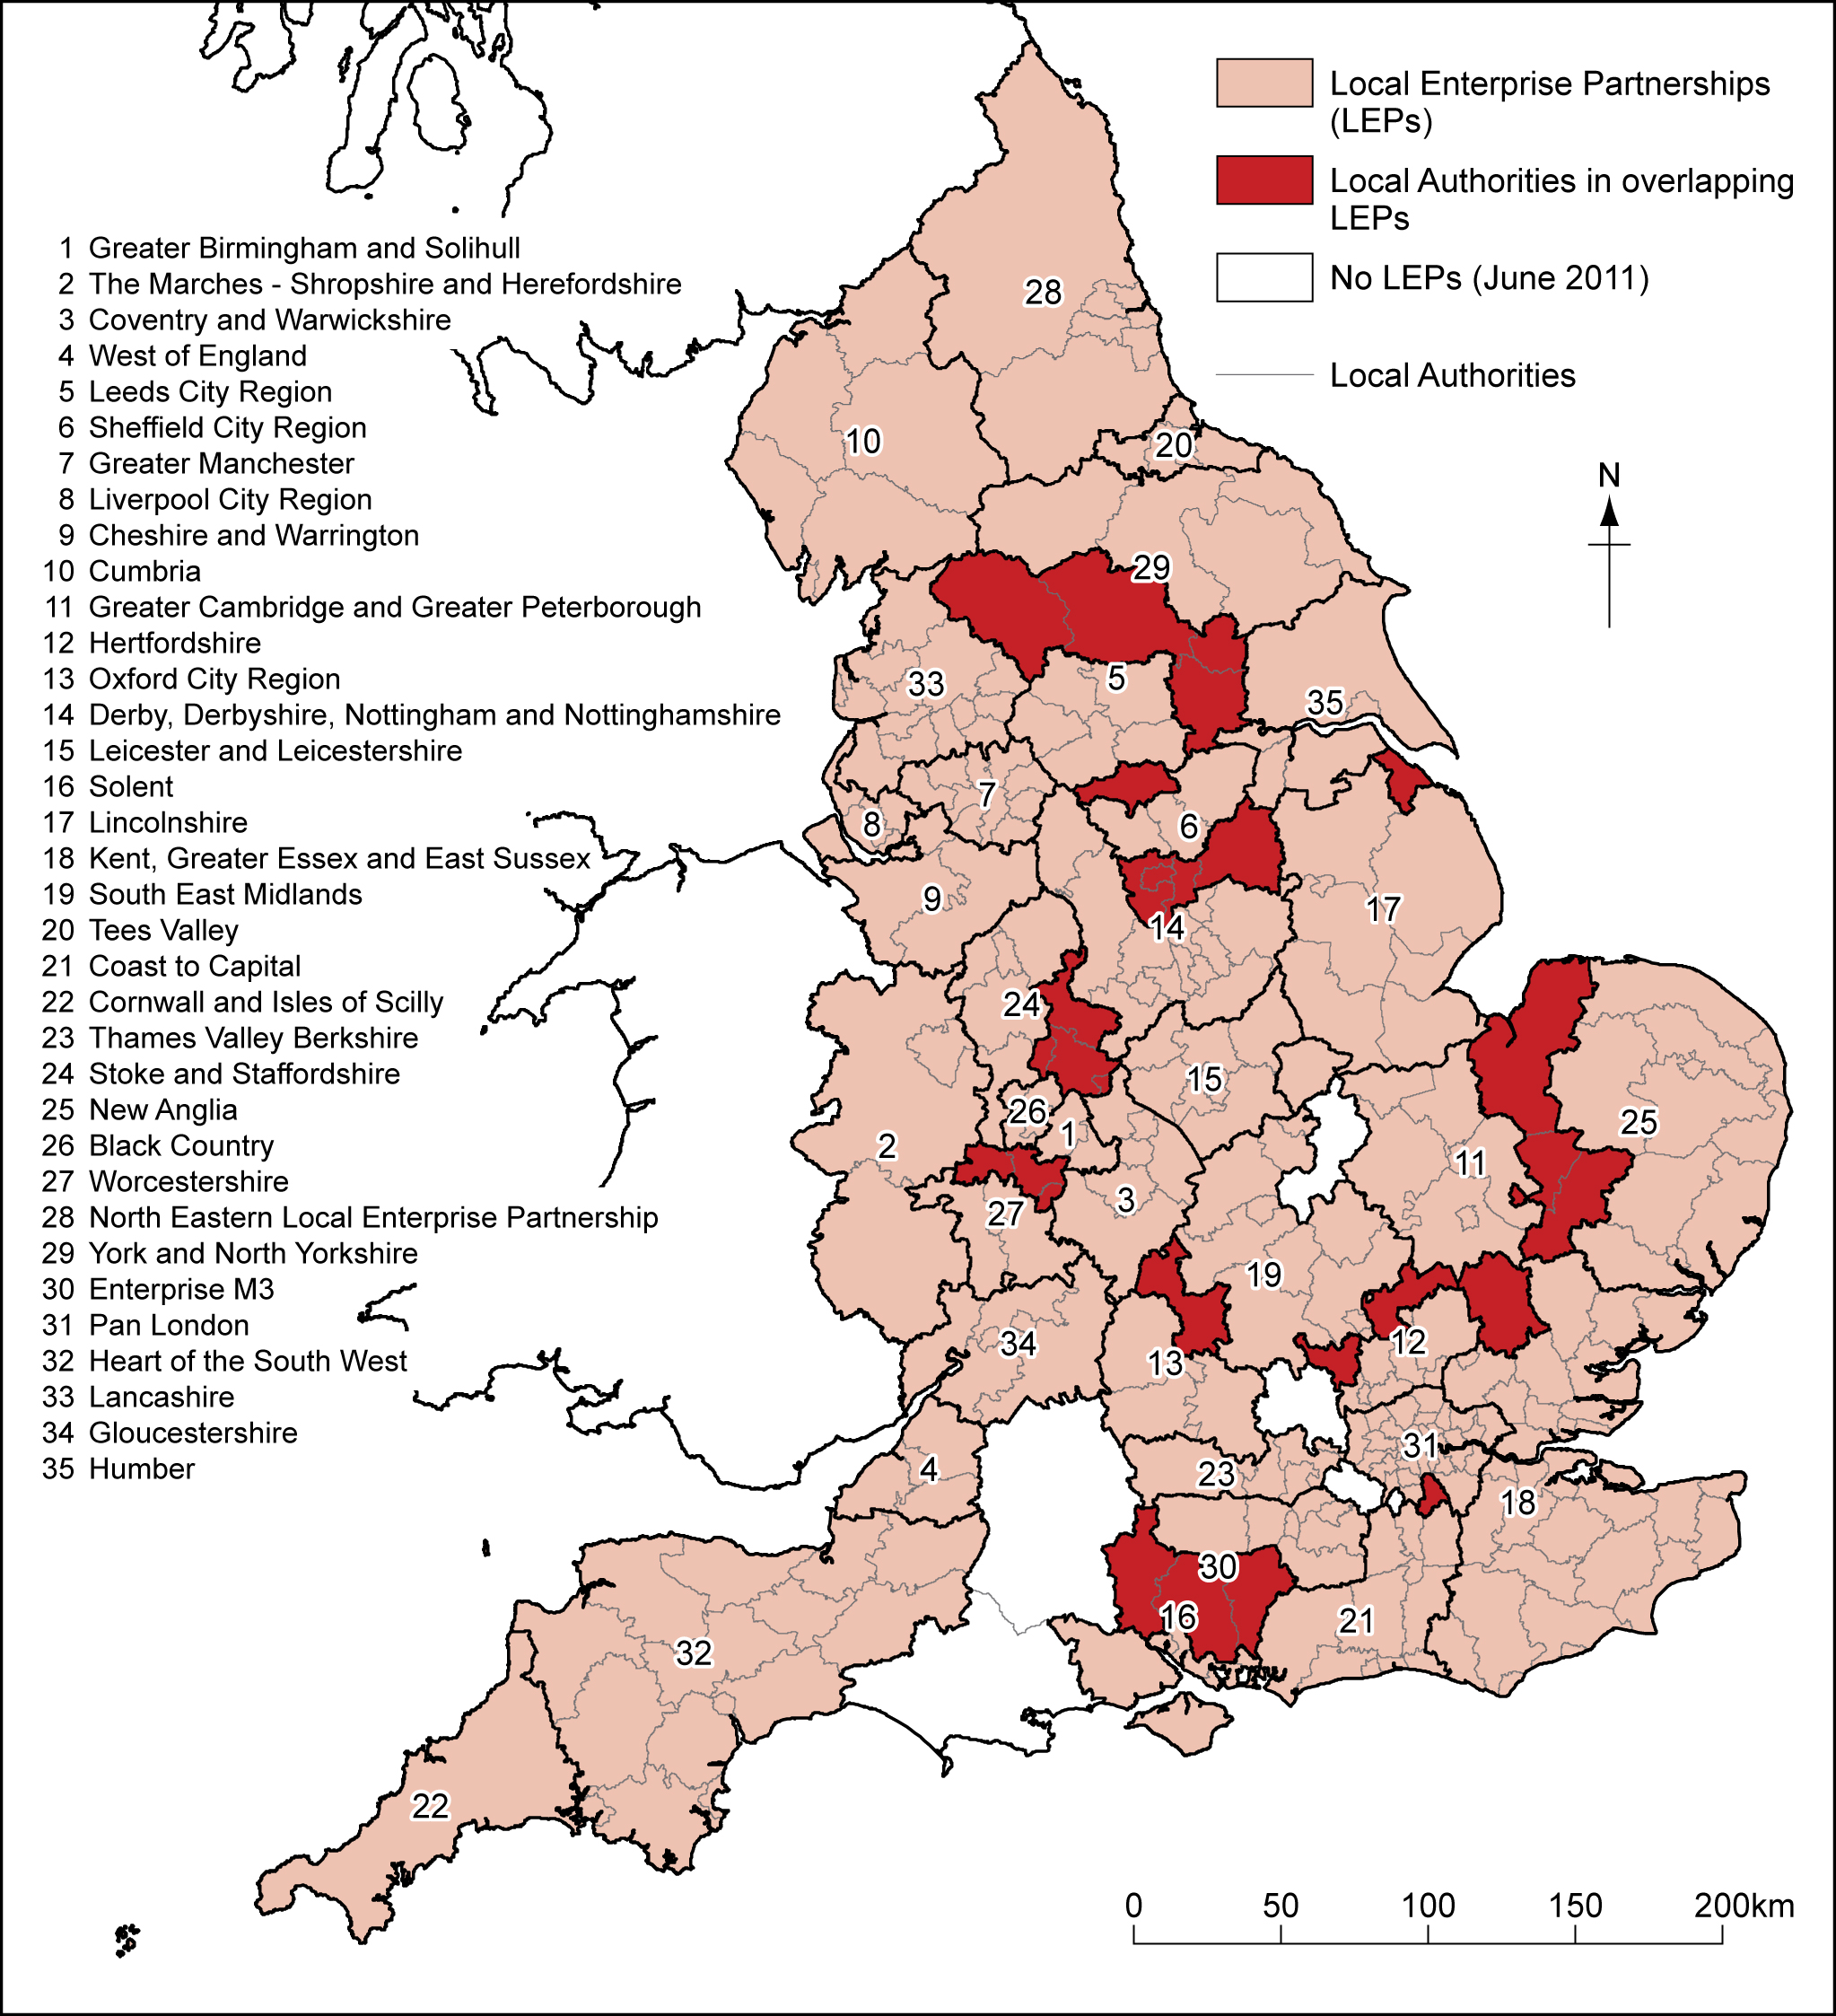 Local Enterprise Partnerships
(LEPs)
Local Authorities in overlapping
LEPs
No LEPs (June 2011)
Local Authorities
1 Greater Birmingham and Solihull
2 The Marches - Shropshire and Herefordshire
3 Coventry and Warwickshire
4 West of England
5 Leeds City Region
6 Sheffield City Region
7 Greater Manchester
8 Liverpool City Region
9 Cheshire and Warrington
10 Cumbria
11 Greater Cambridge and Greater Peterborough
12 Hertfordshire
13 Oxford City Region
14 Derby, Derbyshire, Nottingham and Nottinghamshire
15 Leicester and Leicestershire
16 Solent
17 Lincolnshire
18 Kent, Greater Essex and East Sussex
19 South East Midlands
20 Tees Valley
21 Coast to Capital
22 Cornwall and Isles of Scilly
23 Thames Valley Berkshire
24 Stoke and Staffordshire
25 New Anglia
26 Black Country
27 Worcestershire
28 North Eastern Local Enterprise Partnership
29 York and North Yorkshire
30 Enterprise M3
31 Pan London
32 Heart of the South West
33 Lancashire
34 Gloucestershire
35 Humber
N
28
10
20
29
33
5
35
7
8
6
9
14
17
24
15
26
1
25
2
11
27
3
19
34
13
12
4
23
31
18
30
16
21
32
22
0 50 100 150 200km